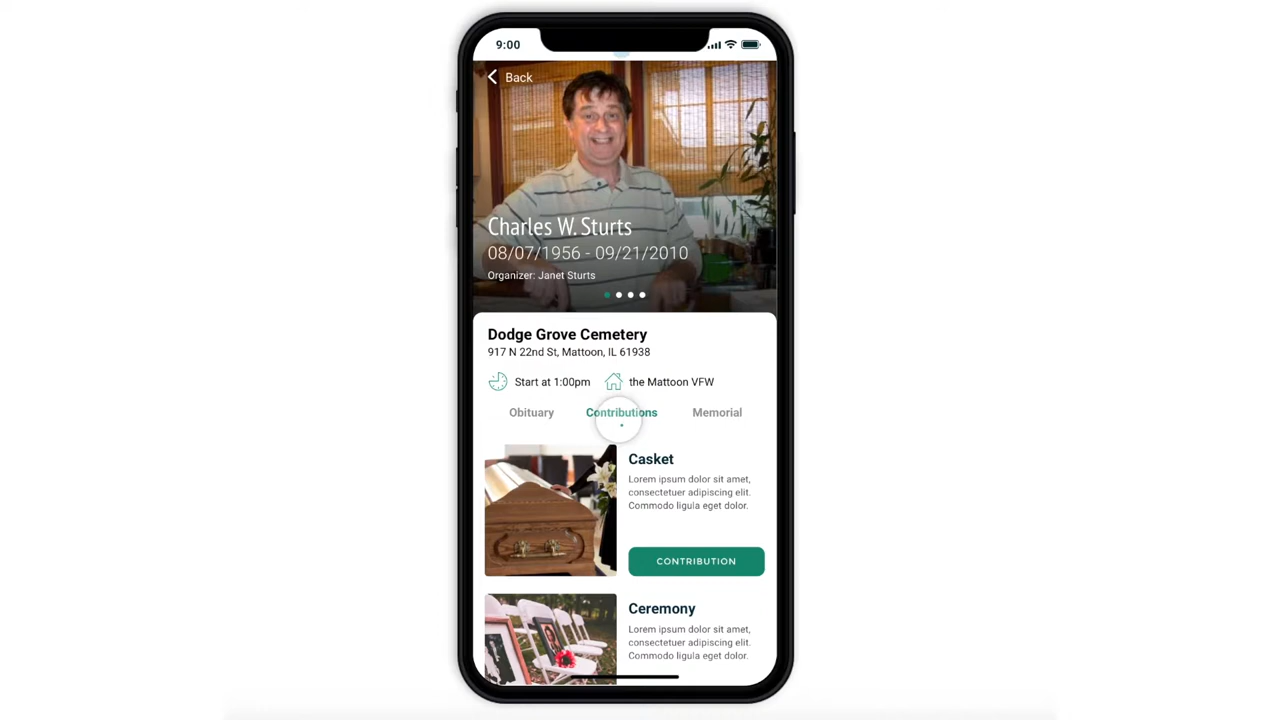 9:00
Back
Charles W. Sturts
08/07/1956 - 09/21/2010
Organizer: Janet Sturts
Dodge Grove Cemetery
917 N 22nd St, Mattoon, IL 61938
Start at 1:00pm the Mattoon VFW
Obituary Contributions Memorial
Casket
Lorem ipsum dolor sit amet,
consectetuer adipiscing elit.
Commodo ligula eget dolor.
CONTRIBUTION
Ceremony
Lorem ipsum dolor sit amet,
consectetuer adipiscing elit.
Commodo ligula eget dolor.